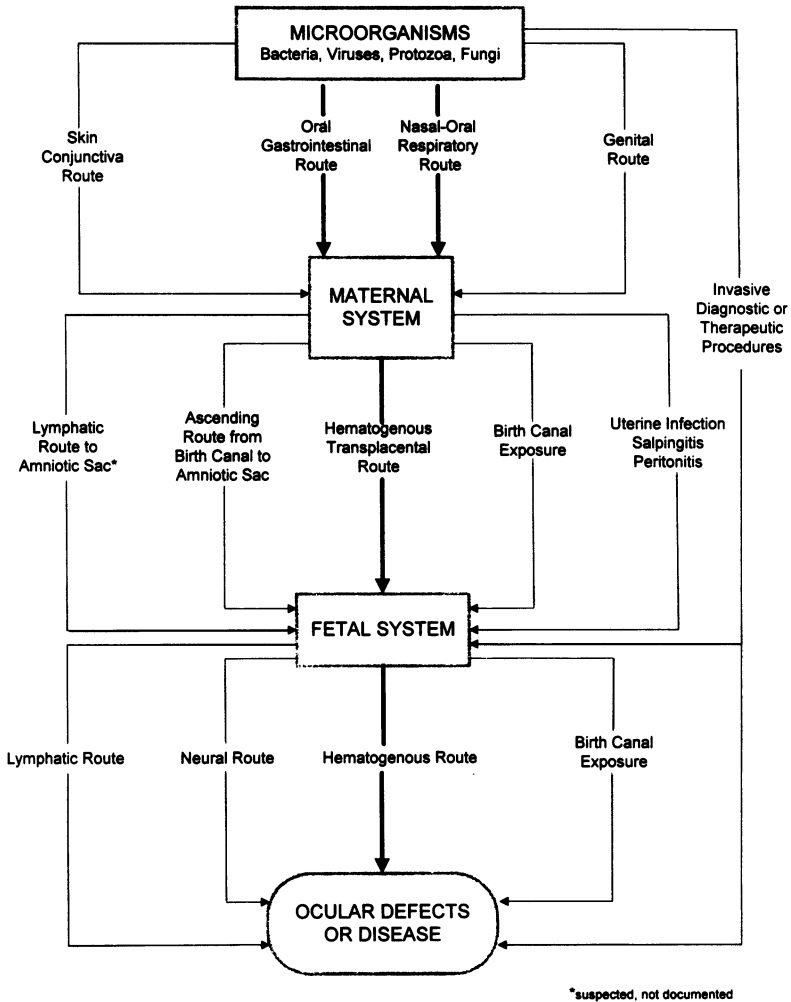 MICROORGANISMS
Bacteria, Viruses, Protozoa, Fungi
Skin
Conjunctiva
Route
Oral
Gastrointestinal
Route
Nasal-Oral
Respiratory
Route
Genital
Route
Invasive
Diagnostic or
Therapeutic
Procedures
MATERNAL
SYSTEM
Lymphatic
Route to
Amniotic Sac*
Ascending
Route from
Birth Canal to
Amniotic Sac
Hematogenous
Transplacental
Route
Birth Canal
Exposure
Uterine Infection
Salpingitis
Peritonitis
FETAL SYSTEM
Lymphatic Route
Neural Route
Hematogenous Route
Birth Canal
Exposure
OCULAR DEFECTS
OR DISEASE
*suspected, not documented